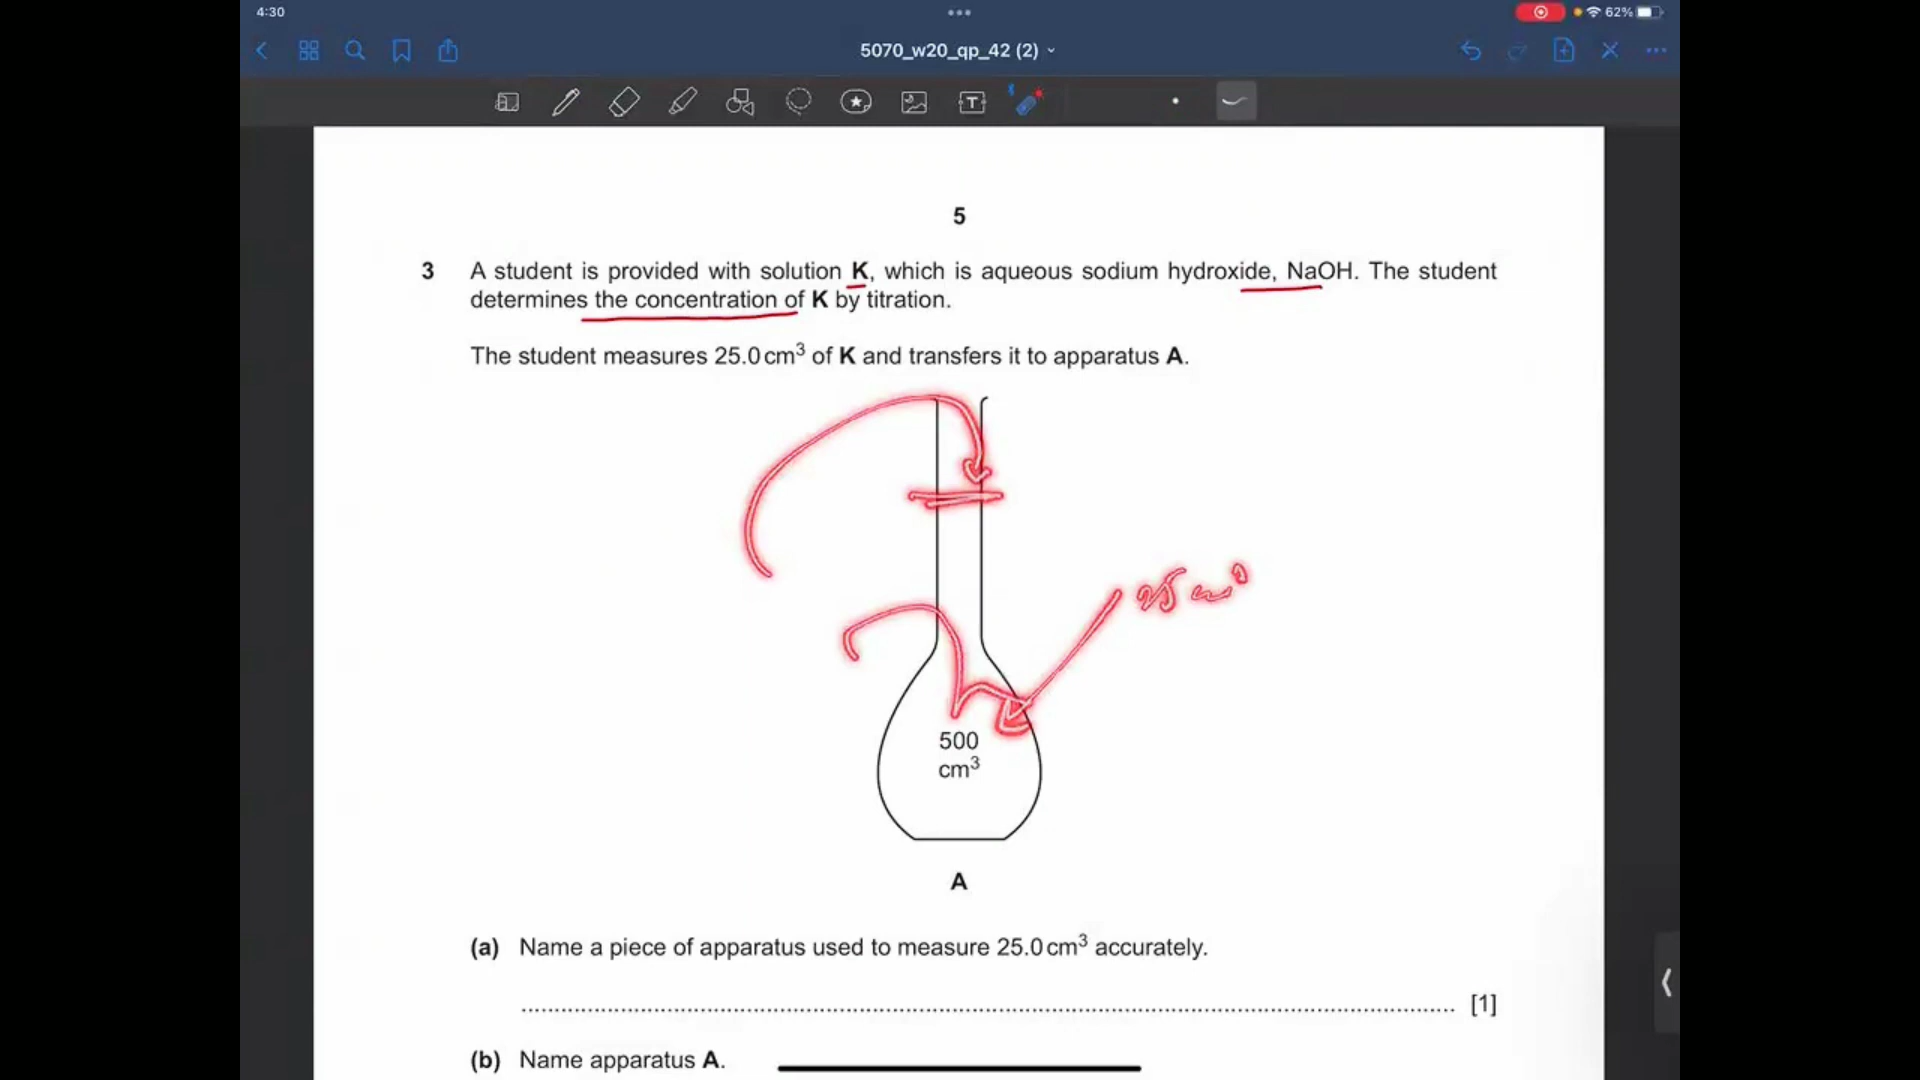 4:30
62%
5070_w20_qp_42 (2)
5
3 A student is provided with solution K, which is aqueous sodium hydroxide, NaOH. The student
determines the concentration of K by titration.
The student measures 25.0 cm³ of K and transfers it to apparatus A.
25 cm³
500
cm³
A
(a) Name a piece of apparatus used to measure 25.0 cm³ accurately.
[1]
(b) Name apparatus A.